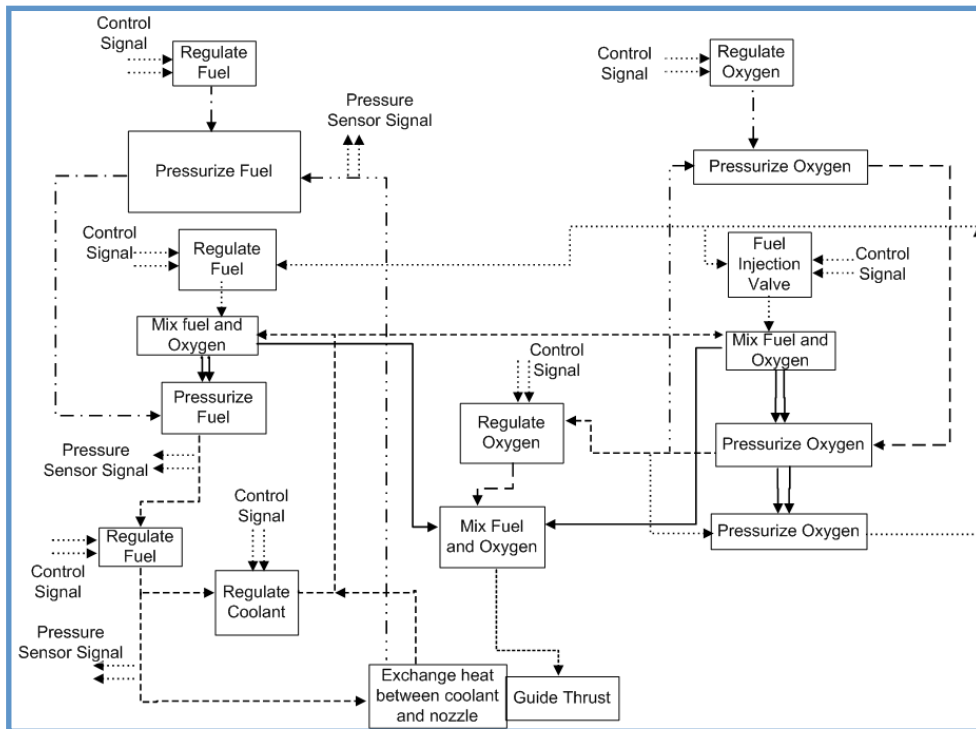 Control
Signal
Regulate
Fuel
Pressure
Sensor Signal
Control
Signal
Regulate
Oxygen
Pressurize Fuel
Pressurize Oxygen
Control
Signal
Regulate
Fuel
Fuel
Injection
Valve
Control
Signal
Mix fuel and
Oxygen
Mix Fuel and
Oxygen
Control
Signal
Pressurize
Fuel
Regulate
Oxygen
Pressurize Oxygen
Pressure
Sensor Signal
Control
Signal
Mix Fuel
and Oxygen
Pressurize Oxygen
Regulate
Fuel
Control
Signal
Regulate
Coolant
Pressure
Sensor Signal
Exchange heat
between coolant
and nozzle
Guide Thrust